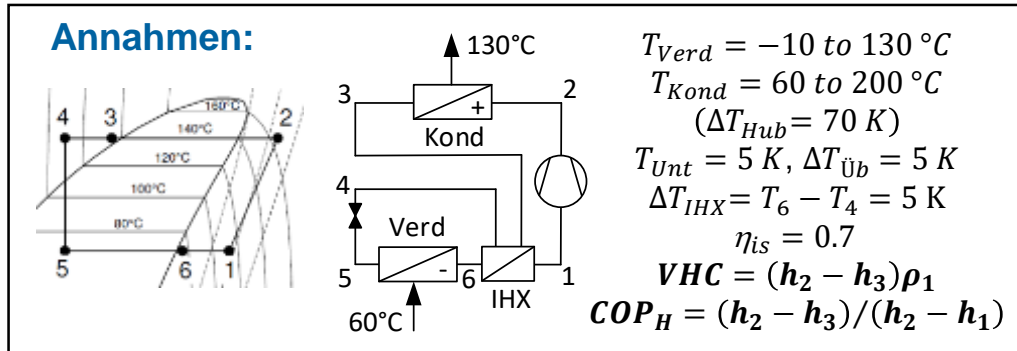 Annahmen:
160°C
140°C
120°C
100°C
80°C
4
3
2
5
6
1
130°C
3
2
+
Kond
4
Verd
5
-
6
IHX
1
60°C
T_Verd = −10 to 130 °C
T_Kond = 60 to 200 °C
(ΔT_Hub = 70 K)
T_Unt = 5 K, ΔT_Üb = 5 K
ΔT_IHX = T_6 − T_4 = 5 K
η_is = 0.7
VHC = (h_2 − h_3)ρ_1
COP_H = (h_2 − h_3)/(h_2 − h_1)